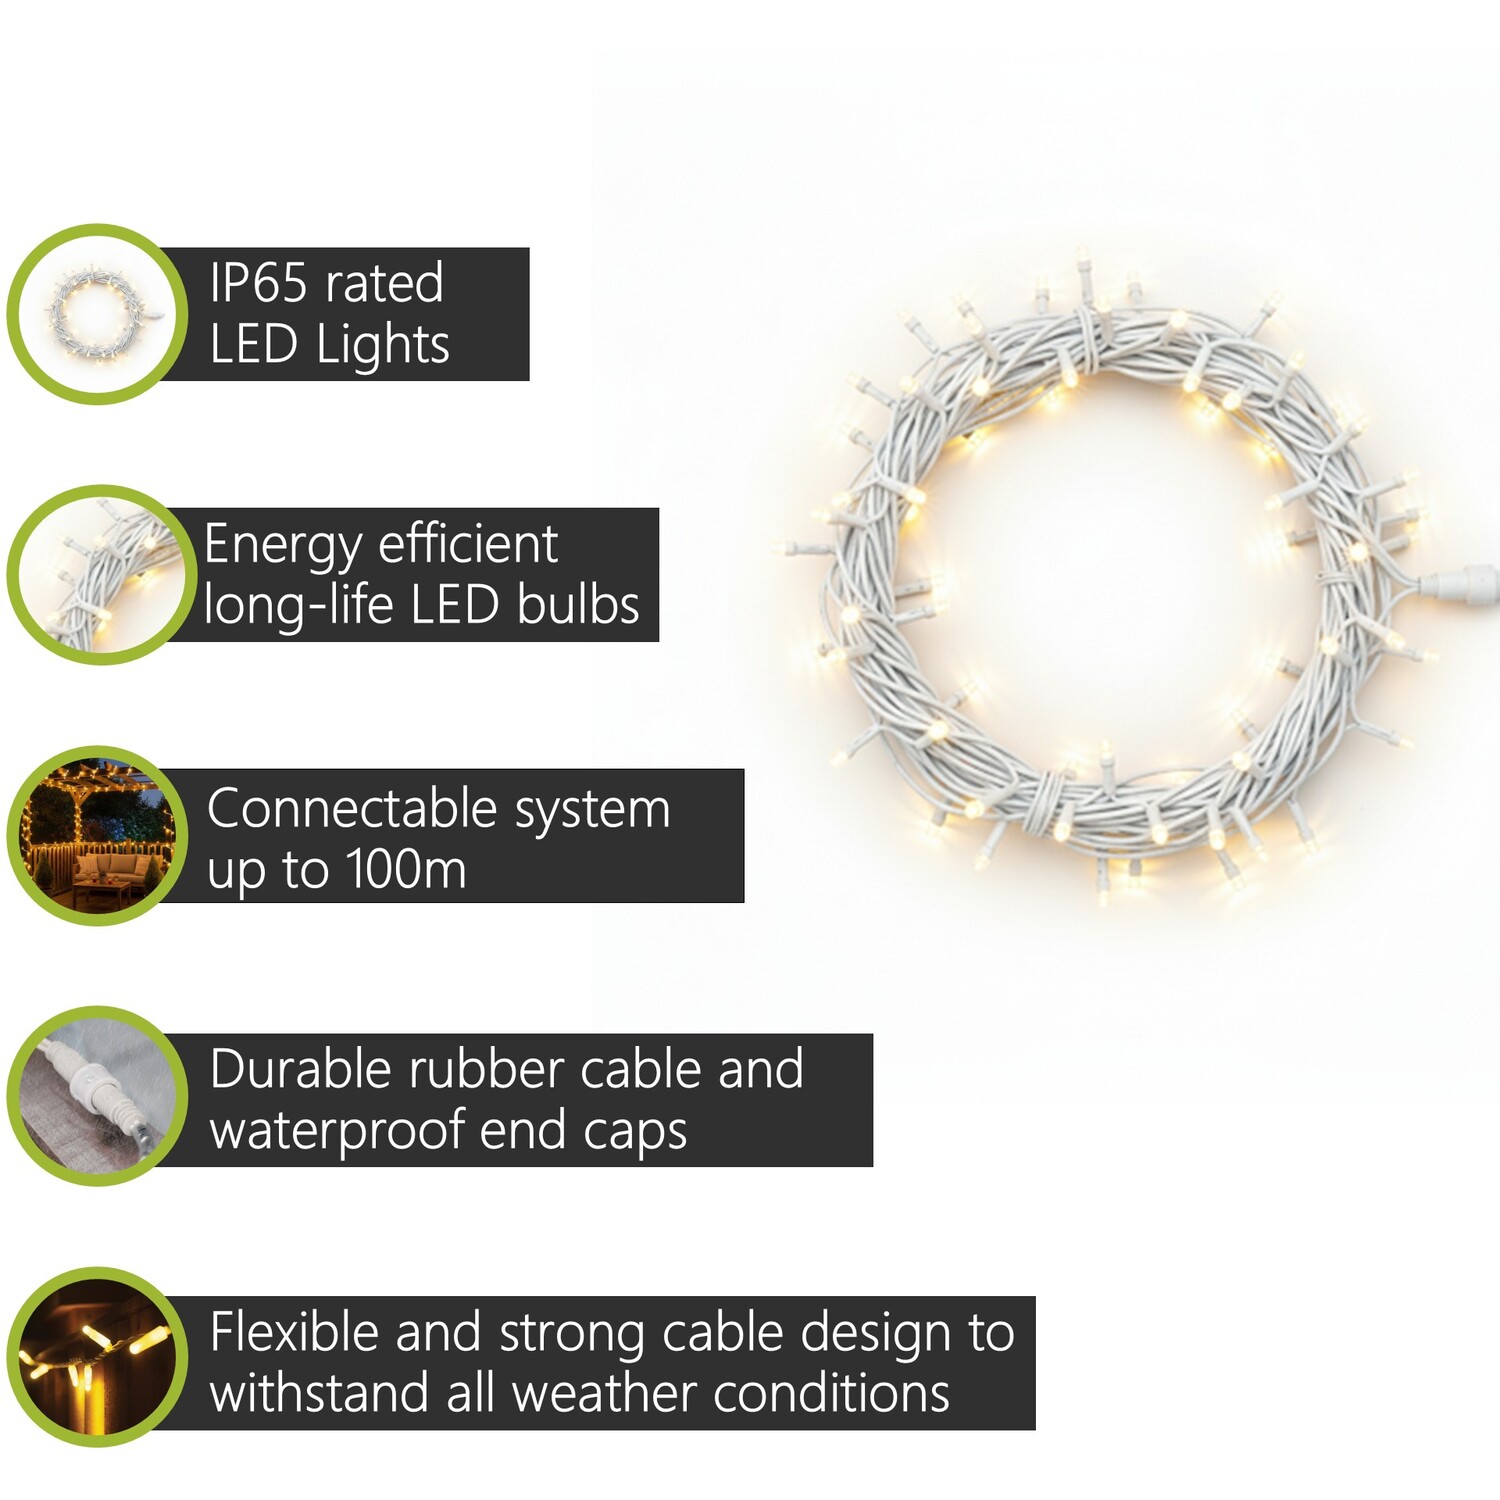 IP65 rated
LED Lights
Energy efficient
long-life LED bulbs
Connectable system
up to 100m
Durable rubber cable and
waterproof end caps
Flexible and strong cable design to
withstand all weather conditions